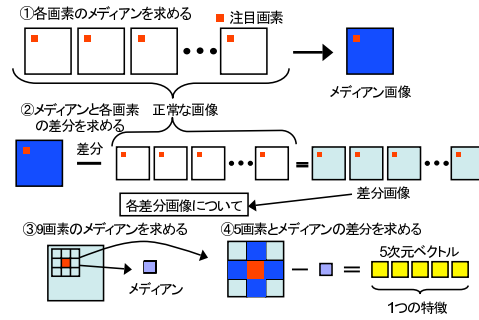 ①各画素のメディアンを求める
注目画素
メディアン画像
②メディアンと各画素
の差分を求める
正常な画像
差分
差分画像
各差分画像について
③9画素のメディアンを求める
④5画素とメディアンの差分を求める
メディアン
5次元ベクトル
1つの特徴